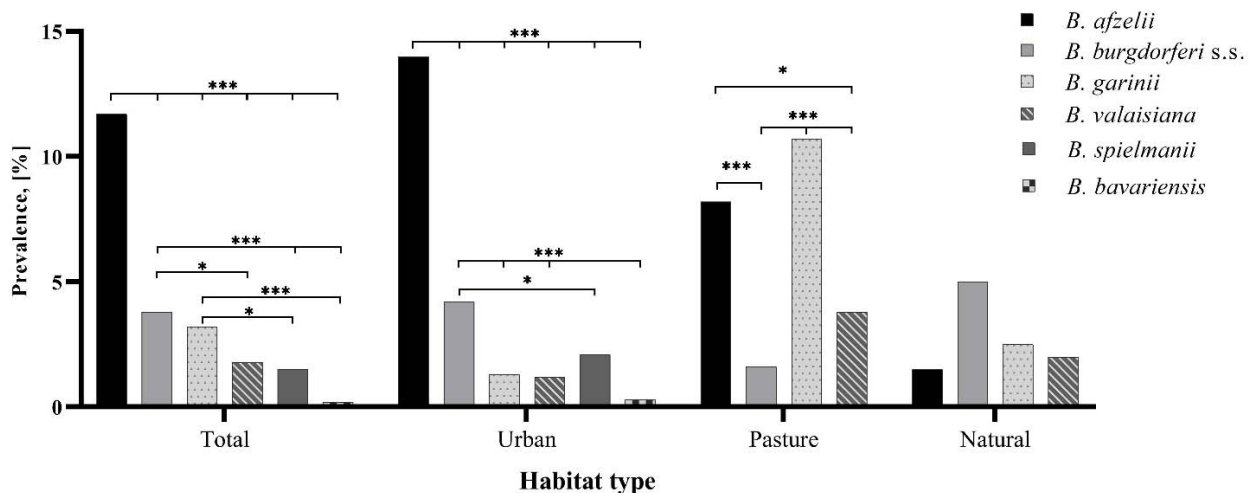 Prevalence, [%]
15
10
5
0
***
***
*
***
*
***
***
*
*
***
***
Total
Urban
Pasture
Natural
Habitat type
B. afzelii
B. burgdorferi s.s.
B. garinii
B. valaisiana
B. spielmanii
B. bavariensis